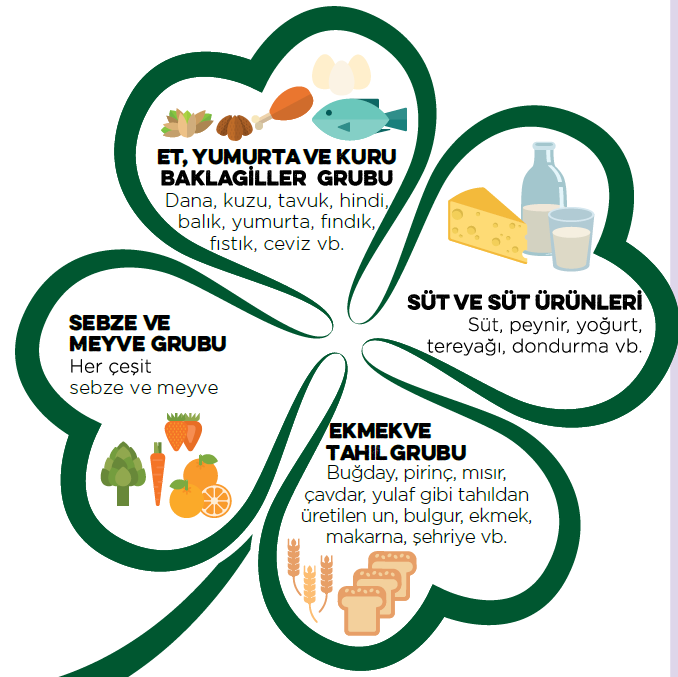 ET, YUMURTA VE KURU
BAKLAGİLLER GRUBU
Dana, kuzu, tavuk, hindi,
balık, yumurta, fındık,
fıstık, ceviz vb.
SÜT VE SÜT ÜRÜNLERİ
Süt, peynir, yoğurt,
tereyağı, dondurma vb.
SEBZE VE
MEYVE GRUBU
Her çeşit
sebze ve meyve
EKMEKVE
TAHIL GRUBU
Buğday, pirinç, mısır,
çavdar, yulaf gibi tahıldan
üretilen un, bulgur, ekmek,
makarna, şehriye vb.